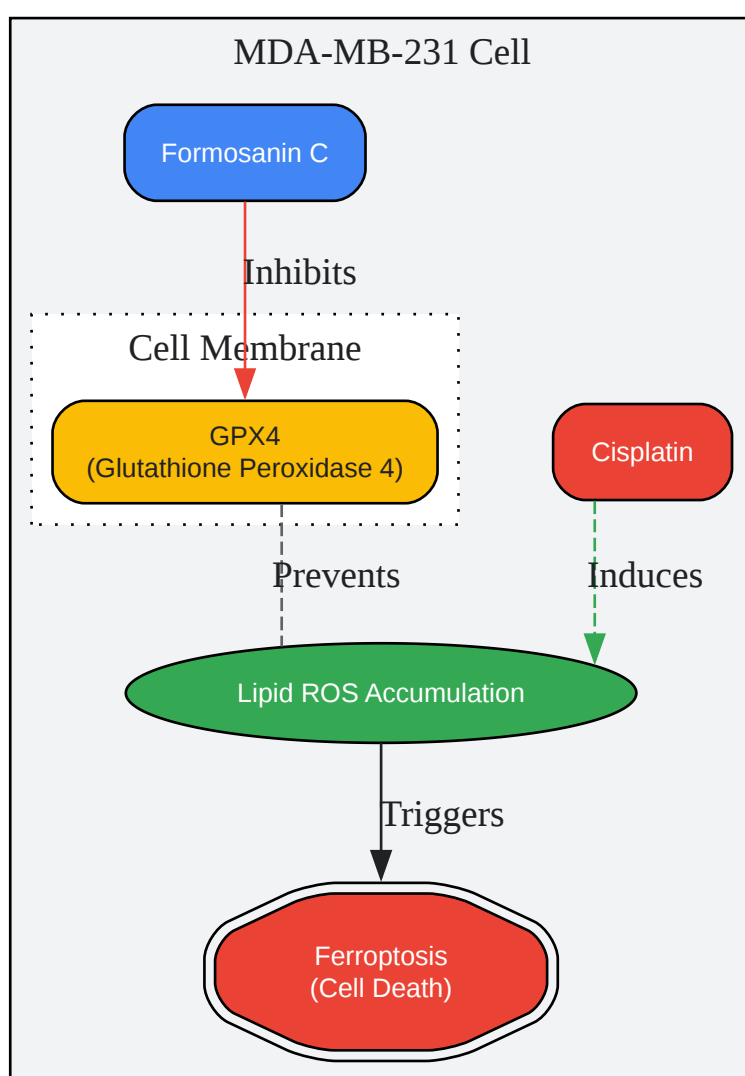 MDA-MB-231 Cell
Formosanin C
Inhibits
Cell Membrane
GPX4
(Glutathione Peroxidase 4)
Cisplatin
Prevents
Induces
Lipid ROS Accumulation
Triggers
Ferroptosis
(Cell Death)